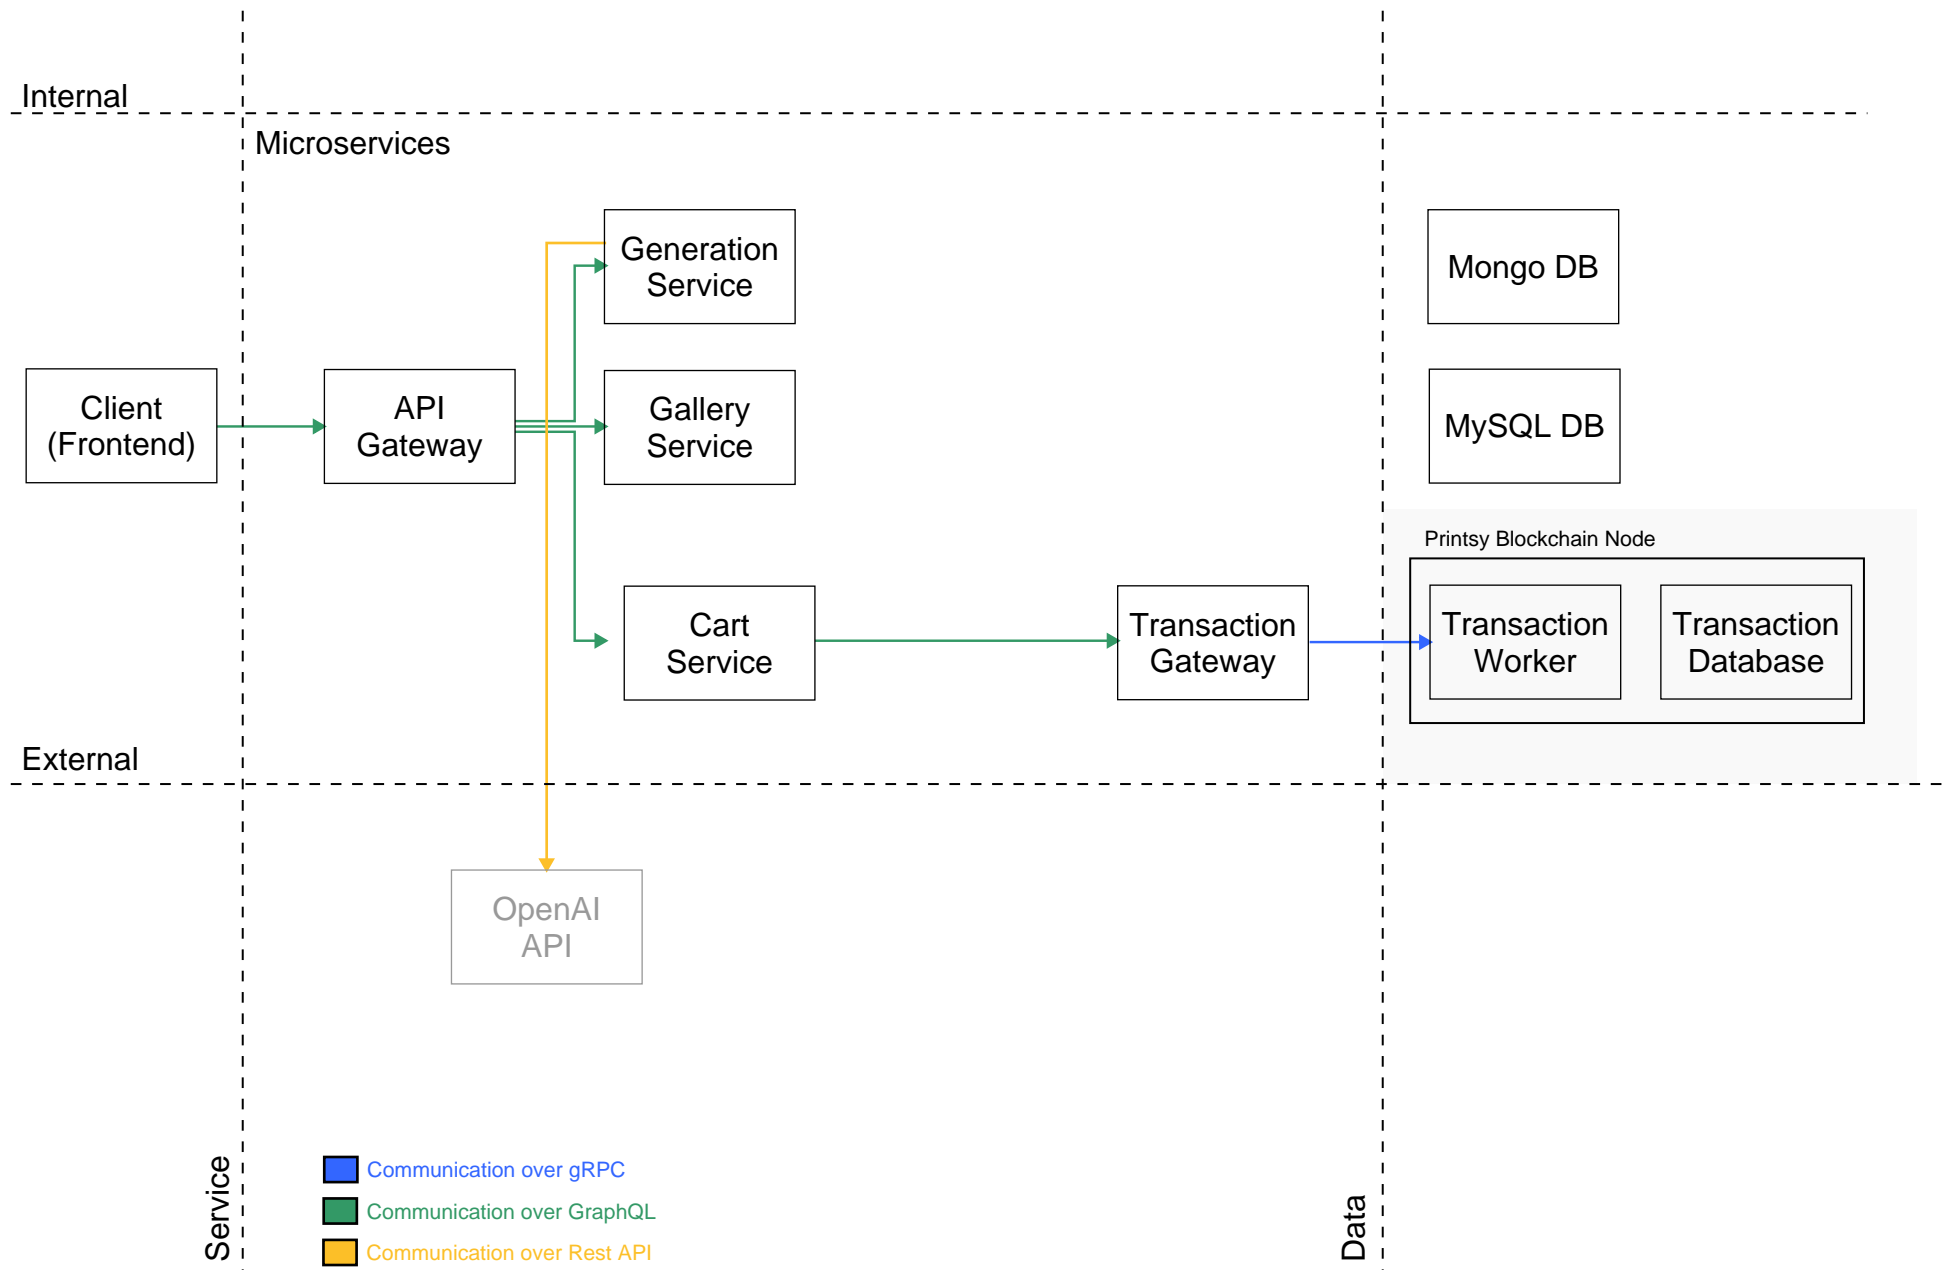 Internal
Microservices
Generation
Service
Mongo DB
Client
(Frontend)
API
Gateway
Gallery
Service
MySQL DB
Printsy Blockchain Node
Cart
Service
Transaction
Gateway
Transaction
Worker
Transaction
Database
External
OpenAI
API
Service
Data
Communication over gRPC
Communication over GraphQL
Communication over Rest API